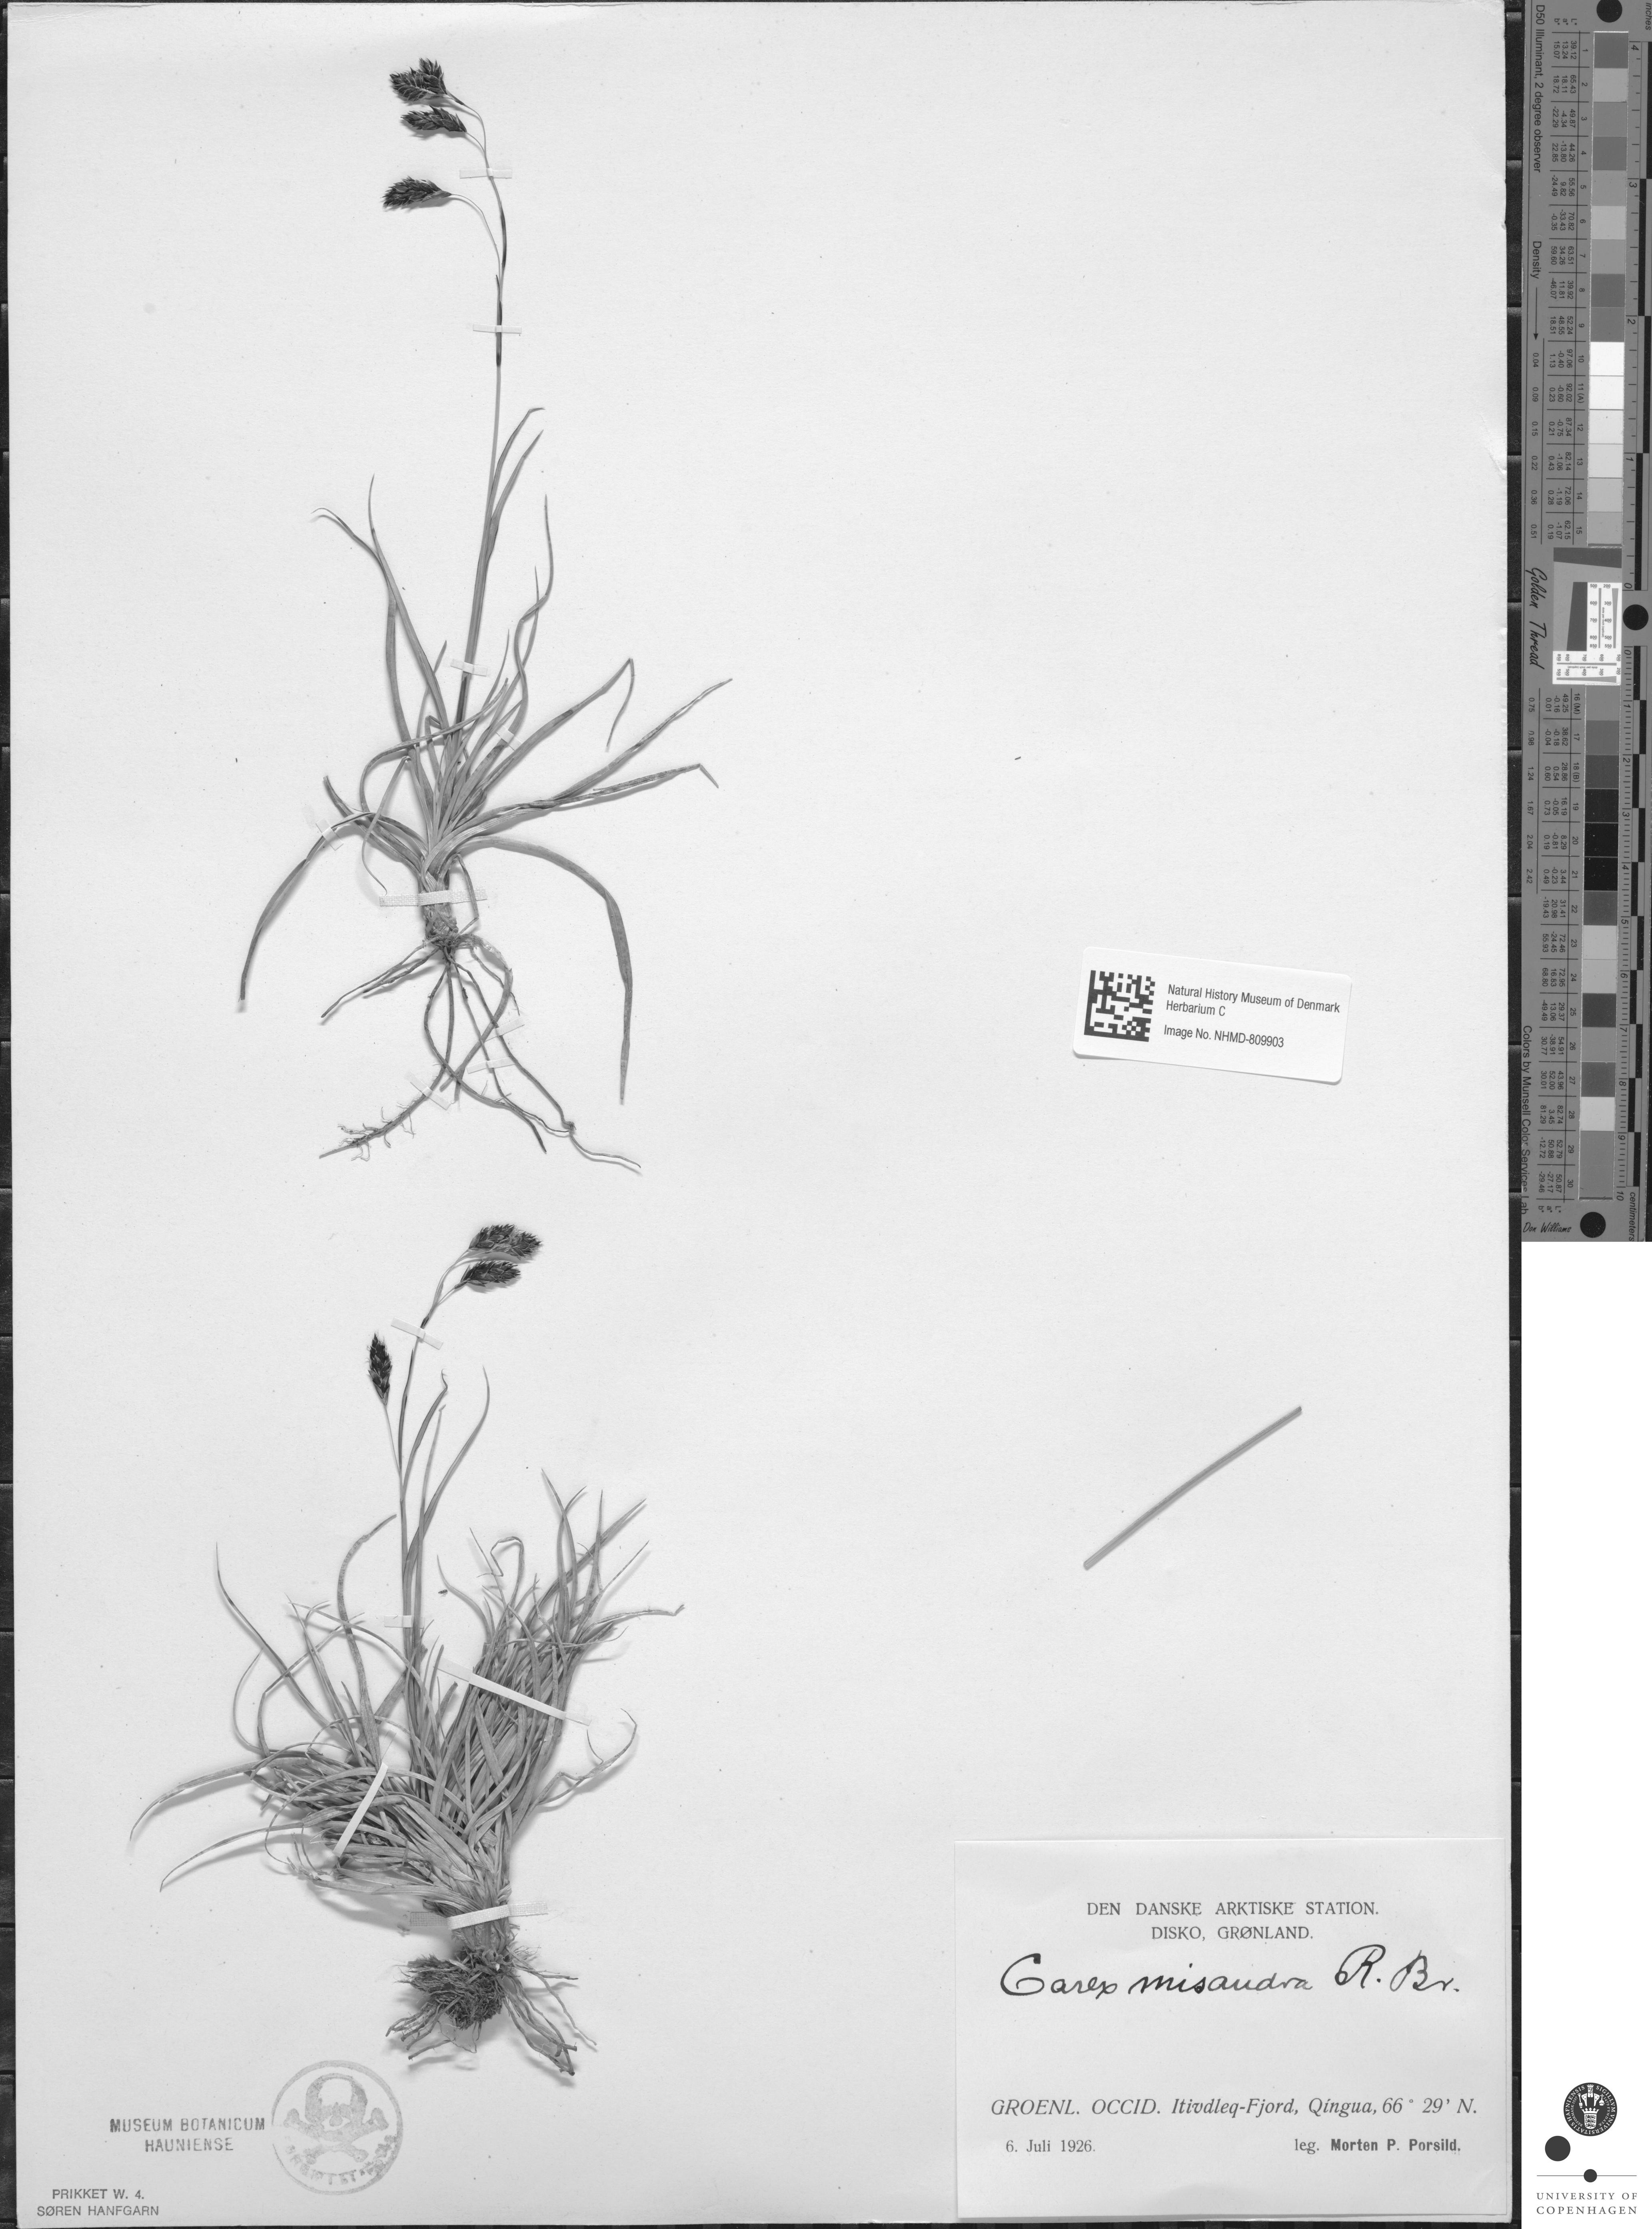 Natural History Museum of Denmark
Herbarium C
Image No. NHMD-809903
DEN DANSKE ARKTISKE STATION.
DISKO, GRØNLAND.
Carex misandra R. Br.
GROENL. OCCID. Itivdleq-Fjord, Qíngua, 66° 29' N.
6. Juli 1926.
leg. Morten P. Porsild.
MUSEUM BOTANICUM
HAUNIENSE
PRIKKET W. 4.
SØREN HANFGARN
D50 Illuminant, 2 degree observer
Density
Golden Thread
Colors by Munsell Color Services Lab
Don Williams
inches
centimeters
UNIVERSITY OF
COPENHAGEN